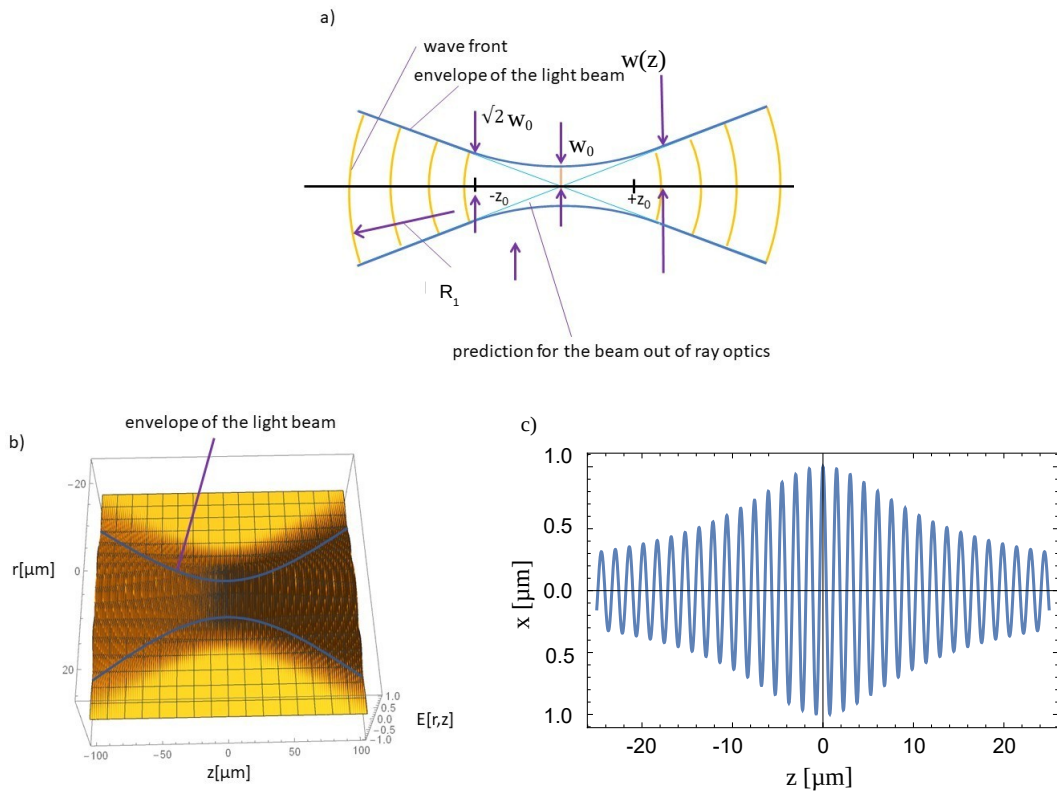 a)
wave front
envelope of the light beam
w(z)
√2 w₀
w₀
-z₀
+z₀
R₁
prediction for the beam out of ray optics
b)
envelope of the light beam
−20
r[µm]
0
20
1.0
0.5
0.0
−0.5
−1.0
E[r,z]
−100
−50
0
50
100
z[µm]
c)
1.0
0.5
0.0
0.5
1.0
x [µm]
-20
-10
0
10
20
z [µm]